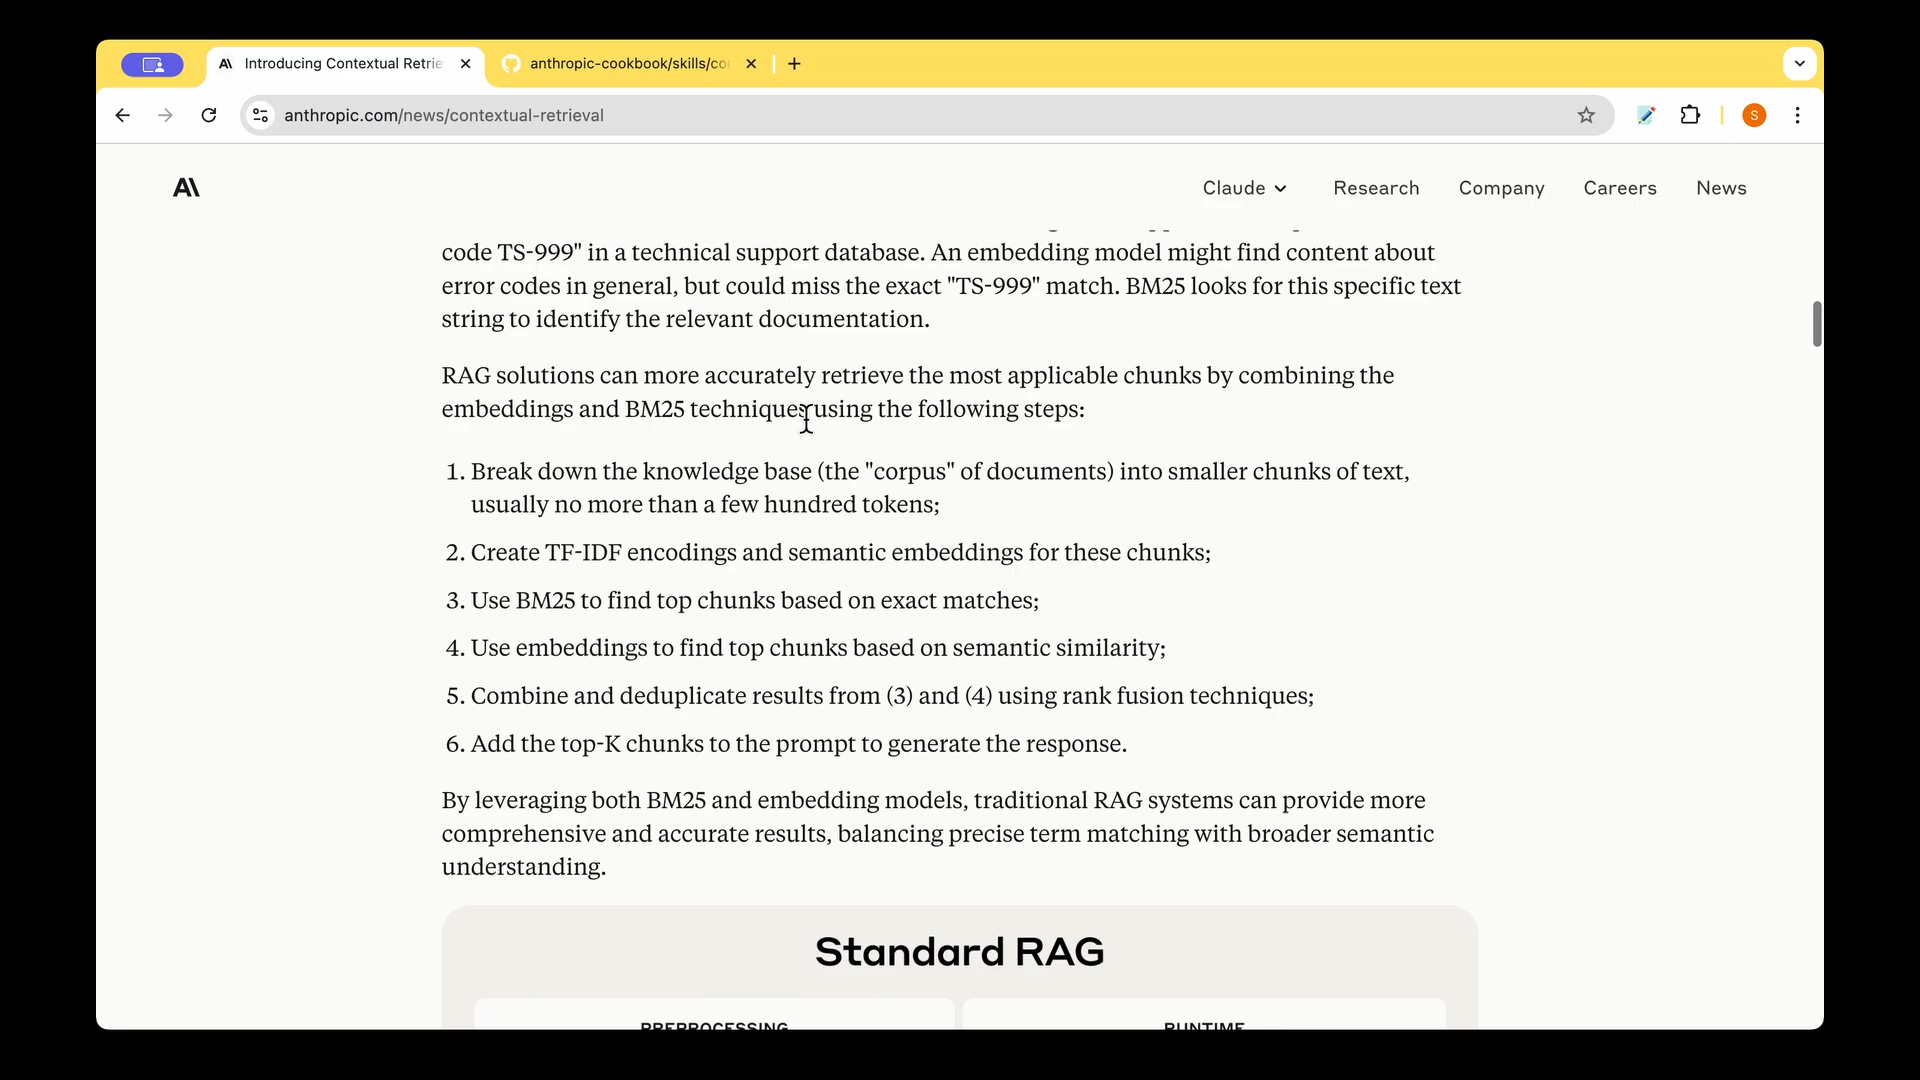 Introducing Contextual Retrie
anthropic-cookbook/skills/co
anthropic.com/news/contextual-retrieval
S
A\
Claude
Research
Company
Careers
News
code TS-999" in a technical support database. An embedding model might find content about
error codes in general, but could miss the exact "TS-999" match. BM25 looks for this specific text
string to identify the relevant documentation.
RAG solutions can more accurately retrieve the most applicable chunks by combining the
embeddings and BM25 techniques using the following steps:
1. Break down the knowledge base (the "corpus" of documents) into smaller chunks of text,
usually no more than a few hundred tokens;
2. Create TF-IDF encodings and semantic embeddings for these chunks;
3. Use BM25 to find top chunks based on exact matches;
4. Use embeddings to find top chunks based on semantic similarity;
5. Combine and deduplicate results from (3) and (4) using rank fusion techniques;
6. Add the top-K chunks to the prompt to generate the response.
By leveraging both BM25 and embedding models, traditional RAG systems can provide more
comprehensive and accurate results, balancing precise term matching with broader semantic
understanding.
Standard RAG
PREPROCESSING
RUNTIME